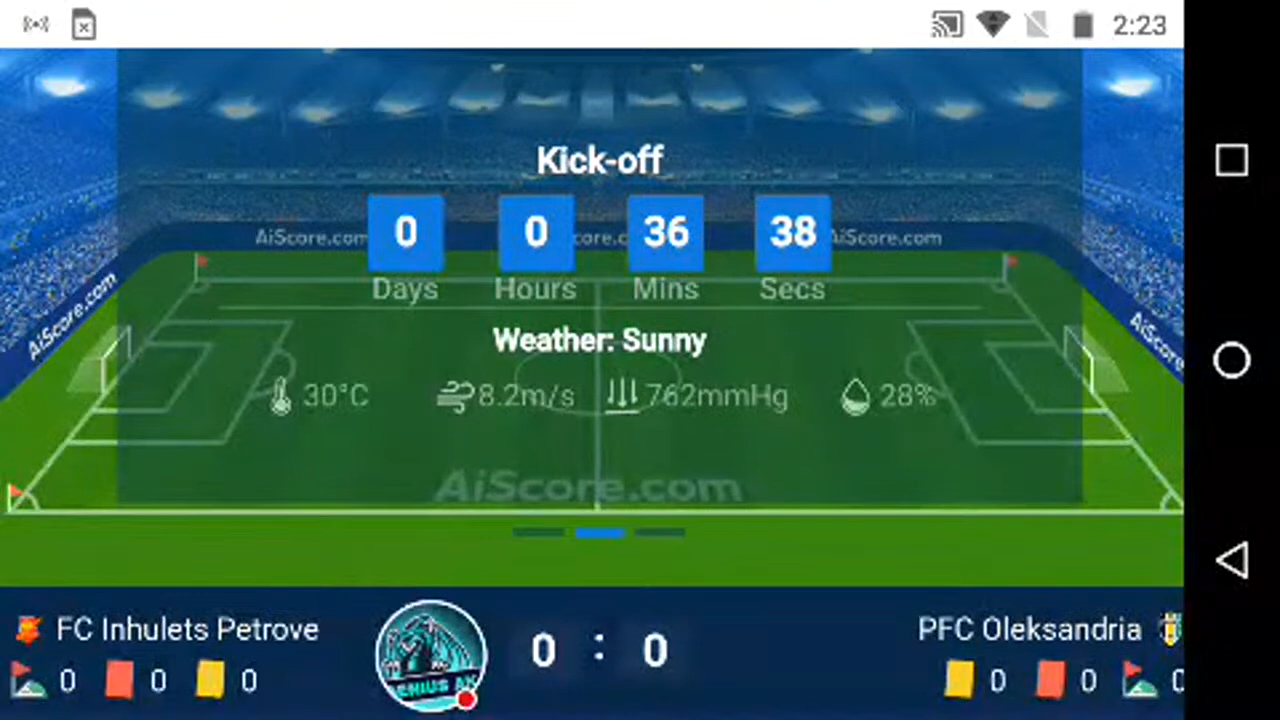 2:23
Kick-off
0 0 36 38
AiScore.com AiScore.com
Days Hours Mins Secs
AiScore.com AiScore
Weather: Sunny
30°C 8.2m/s 762mmHg 28%
AiScore.com
FC Inhulets Petrove 0 : 0 PFC Oleksandria
0 0 0 0 0 0